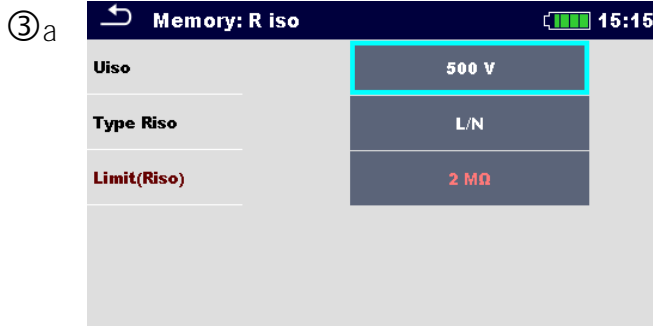 ③a
Memory: R iso 15:15
Uiso 500 V
Type Riso L/N
Limit(Riso) 2 MΩ